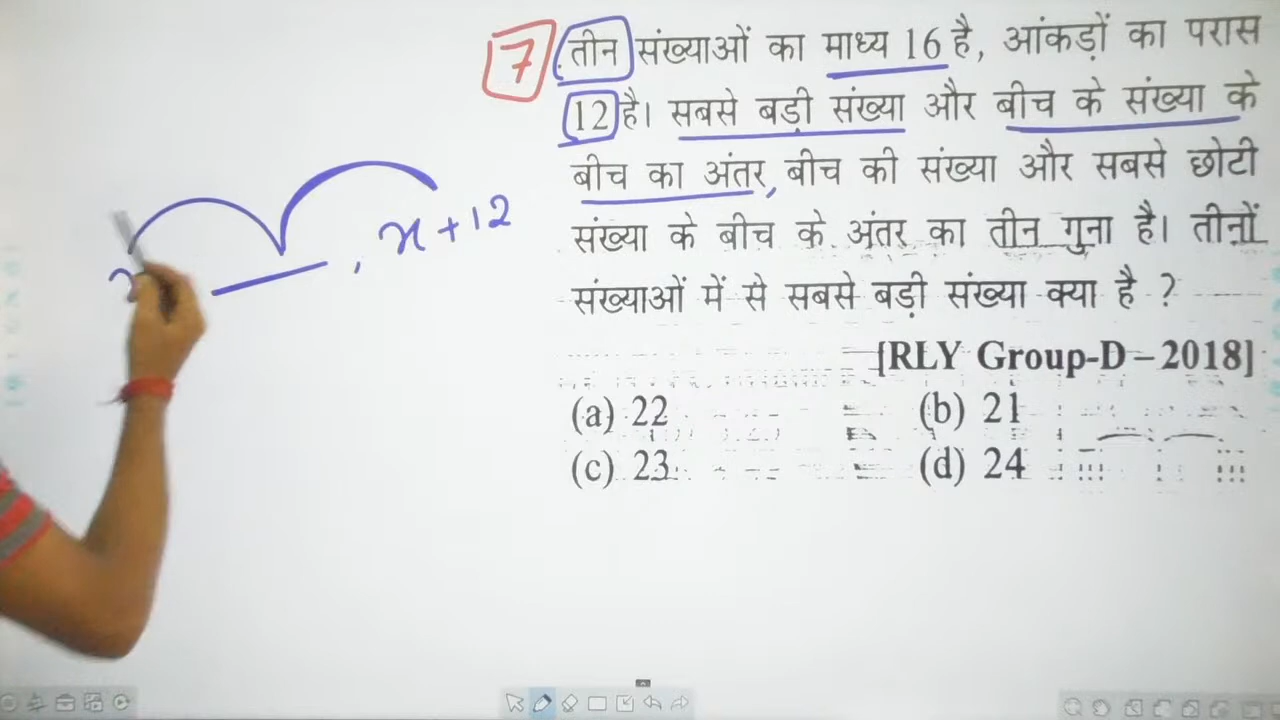 7 तीन संख्याओं का माध्य 16 है, आंकड़ों का परास
12 है। सबसे बड़ी संख्या और बीच के संख्या के
बीच का अंतर, बीच की संख्या और सबसे छोटी
संख्या के बीच के अंतर का तीन गुना है। तीनों
संख्याओं में से सबसे बड़ी संख्या क्या है ?
[RLY Group-D – 2018]
(a) 22 (b) 21
(c) 23 (d) 24
, x + 12